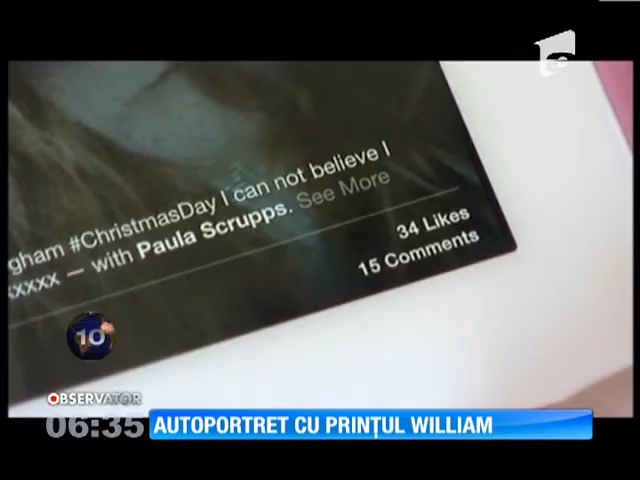 gham #ChristmasDay I can not believe I
xxxxx — with Paula Scrupps. See More
34 Likes
15 Comments
10
OBSERVATOR
06:35
AUTOPORTRET CU PRINȚUL WILLIAM